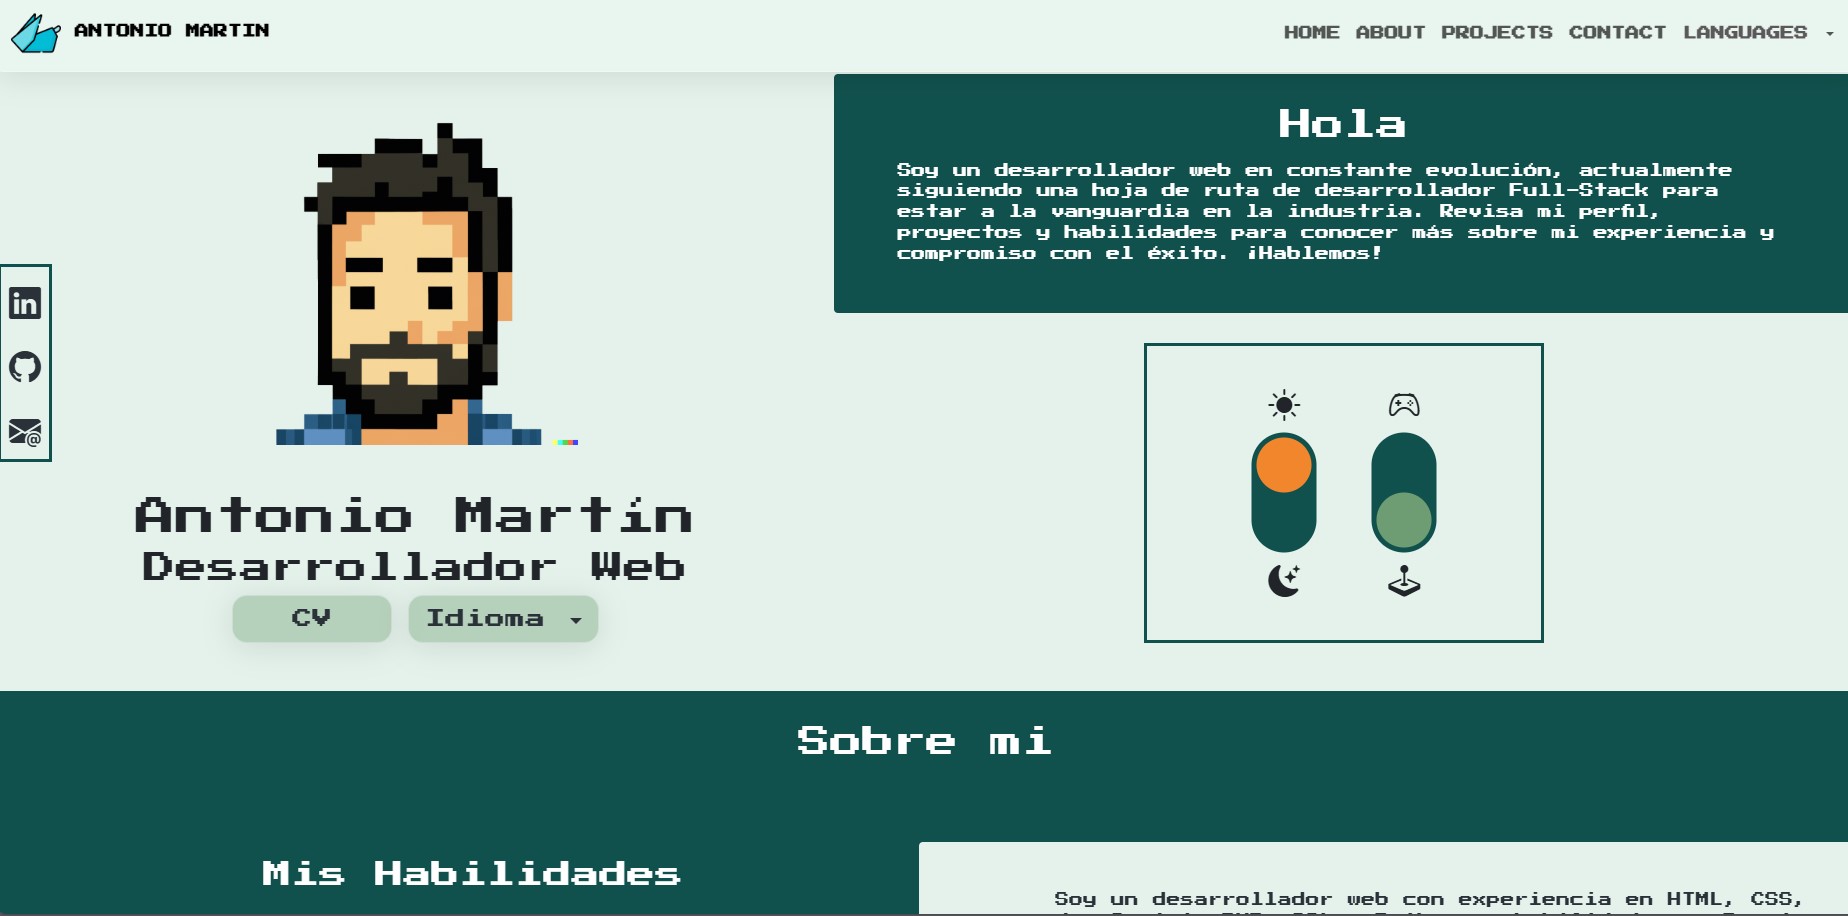 ANTONIO MARTIN
HOME ABOUT PROJECTS CONTACT LANGUAGES
Hola
Soy un desarrollador web en constante evolución, actualmente
siguiendo una hoja de ruta de desarrollador Full-Stack para
estar a la vanguardia en la industria. Revisa mi perfil,
proyectos y habilidades para conocer más sobre mi experiencia y
compromiso con el éxito. ¡Hablemos!
Antonio Martín
Desarrollador Web
CV
Idioma
Sobre mi
Mis Habilidades
Soy un desarrollador web con experiencia en HTML, CSS,